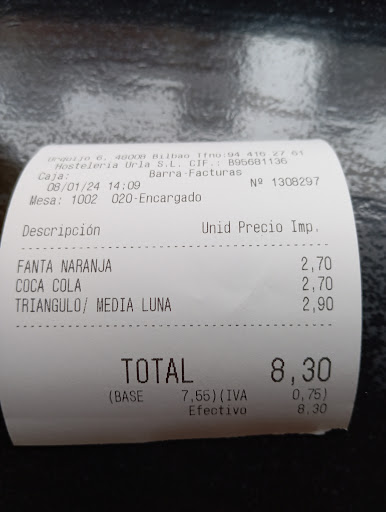 Urquijo 6, 48008 Bilbao Tfno:94 416 27 61
Hosteleria Urla S.L. CIF.: B95681136
Caja: Barra-Facturas
08/01/24 14:09 Nº 1308297
Mesa: 1002 020-Encargado
Descripción Unid Precio Imp.
FANTA NARANJA 2,70
COCA COLA 2,70
TRIANGULO/ MEDIA LUNA 2,90
TOTAL 8,30
(BASE 7,55)(IVA 0,75)
Efectivo 8,30